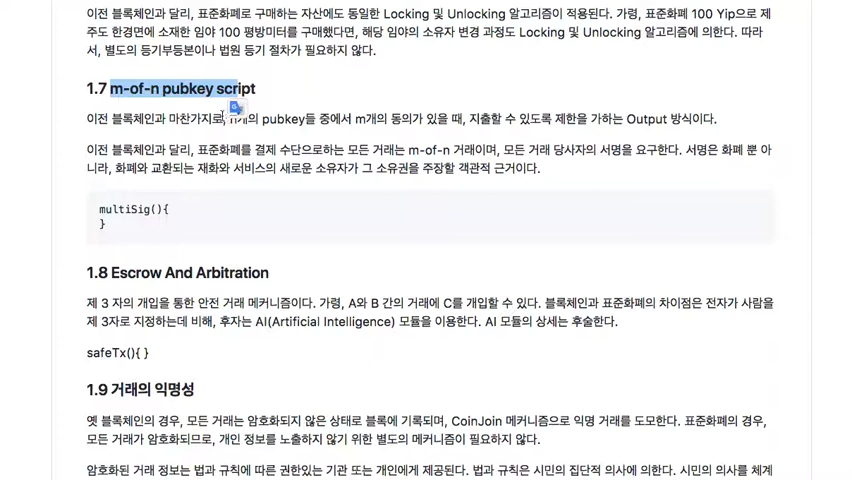 이전 블록체인과 달리, 표준화폐로 구매하는 자산에도 동일한 Locking 및 Unlocking 알고리즘이 적용된다. 가령, 표준화폐 100 Yip으로 제
주도 한경면에 소재한 임야 100 평방미터를 구매했다면, 해당 임야의 소유자 변경 과정도 Locking 및 Unlocking 알고리즘에 의한다. 따라
서, 별도의 등기부등본이나 법원 등기 절차가 필요하지 않다.
1.7 m-of-n pubkey script
이전 블록체인과 마찬가지로, n개의 pubkey들 중에서 m개의 동의가 있을 때, 지출할 수 있도록 제한을 가하는 Output 방식이다.
이전 블록체인과 달리, 표준화폐를 결제 수단으로하는 모든 거래는 m-of-n 거래이며, 모든 거래 당사자의 서명을 요구한다. 서명은 화폐 뿐 아
니라, 화폐와 교환되는 재화와 서비스의 새로운 소유자가 그 소유권을 주장할 객관적 근거이다.
multiSig(){
}
1.8 Escrow And Arbitration
제 3 자의 개입을 통한 안전 거래 메커니즘이다. 가령, A와 B 간의 거래에 C를 개입할 수 있다. 블록체인과 표준화폐의 차이점은 전자가 사람을
제 3자로 지정하는데 비해, 후자는 AI(Artificial Intelligence) 모듈을 이용한다. AI 모듈의 상세는 후술한다.
safeTx(){ }
1.9 거래의 익명성
옛 블록체인의 경우, 모든 거래는 암호화되지 않은 상태로 블록에 기록되며, CoinJoin 메커니즘으로 익명 거래를 도모한다. 표준화폐의 경우,
모든 거래가 암호화되므로, 개인 정보를 노출하지 않기 위한 별도의 메커니즘이 필요하지 않다.
암호화된 거래 정보는 법과 규칙에 따른 권한있는 기관 또는 개인에게 제공된다. 법과 규칙은 시민의 집단적 의사에 의한다. 시민의 의사를 체계